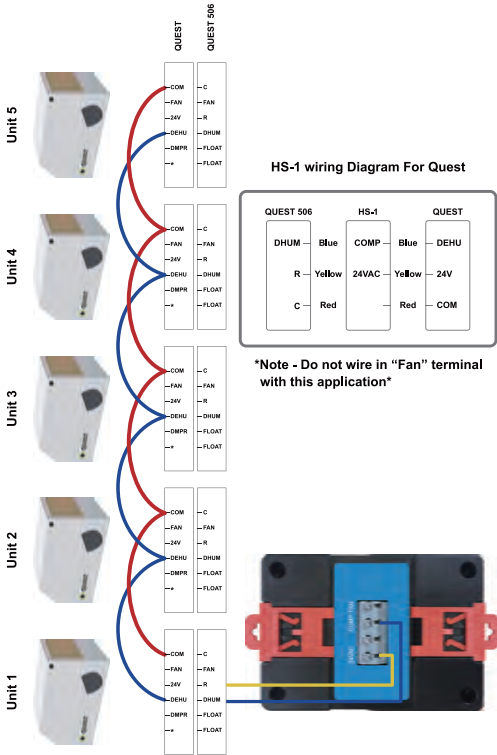 QUEST
QUEST 506
Unit 5
COM
FAN
24V
DEHU
DMPR
*
C
FAN
R
DHUM
FLOAT
FLOAT
Unit 4
COM
FAN
24V
DEHU
DMPR
*
C
FAN
R
DHUM
FLOAT
FLOAT
Unit 3
COM
FAN
24V
DEHU
DMPR
*
C
FAN
R
DHUM
FLOAT
FLOAT
Unit 2
COM
FAN
24V
DEHU
DMPR
*
C
FAN
R
DHUM
FLOAT
FLOAT
Unit 1
COM
FAN
24V
DEHU
DMPR
*
C
FAN
R
DHUM
FLOAT
FLOAT
HS-1 wiring Diagram For Quest
QUEST 506 HS-1 QUEST
DHUM Blue COMP Blue DEHU
R Yellow 24VAC Yellow 24V
C Red Red COM
*Note - Do not wire in “Fan” terminal
with this application*
COMP FAN